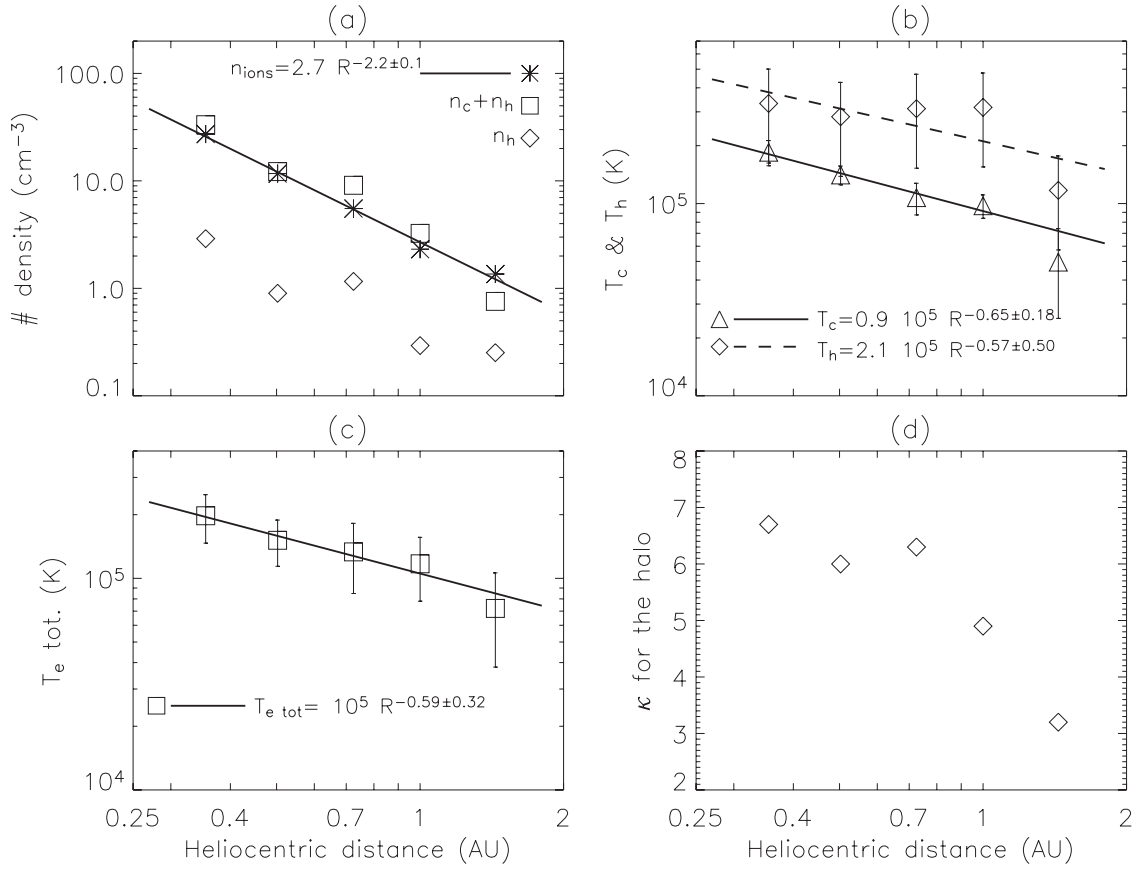 (a)
n_ions=2.7 R^−2.2±0.1
n_c+n_h
n_h
100.0
10.0
1.0
0.1
# density (cm^−3)
(b)
10^5
10^4
T_c & T_h (K)
T_c=0.9 10^5 R^−0.65±0.18
T_h=2.1 10^5 R^−0.57±0.50
(c)
10^5
10^4
T_e tot. (K)
T_e tot= 10^5 R^−0.59±0.32
0.25 0.4 0.7 1 2
Heliocentric distance (AU)
(d)
8
7
6
5
4
3
2
κ for the halo
0.25 0.4 0.7 1 2
Heliocentric distance (AU)